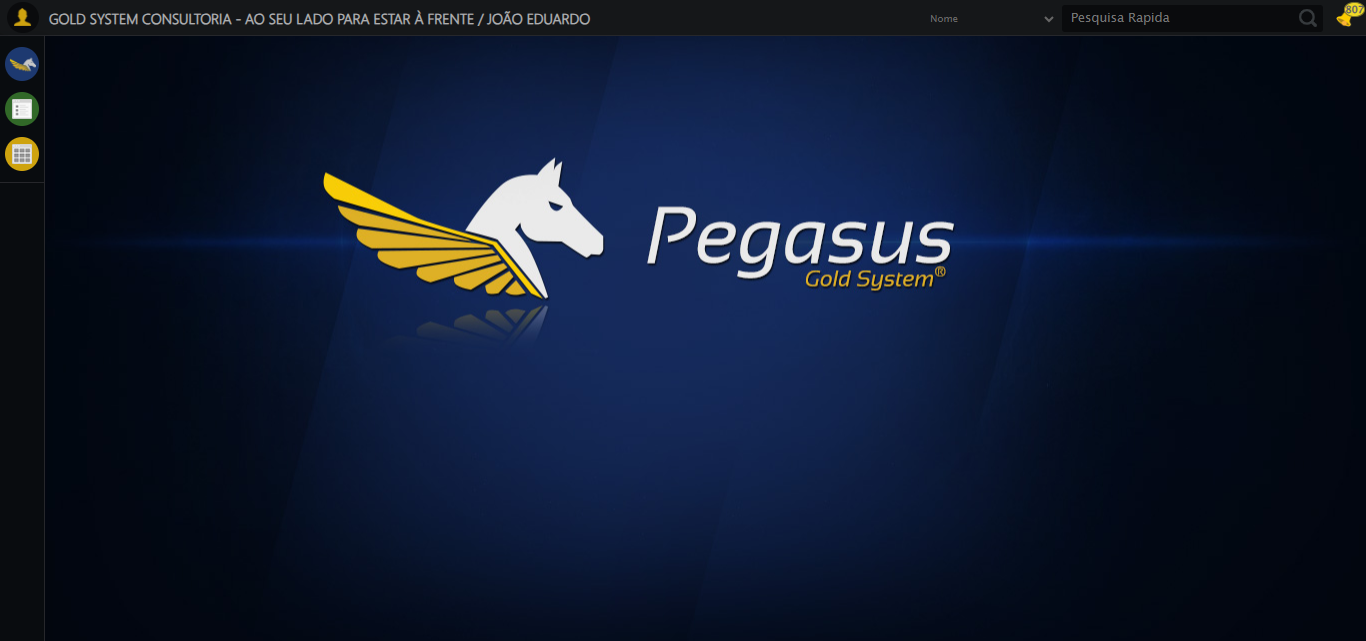 GOLD SYSTEM CONSULTORIA - AO SEU LADO PARA ESTAR À FRENTE / JOÃO EDUARDO
Nome
Pesquisa Rapida
807
Pegasus
Gold System®